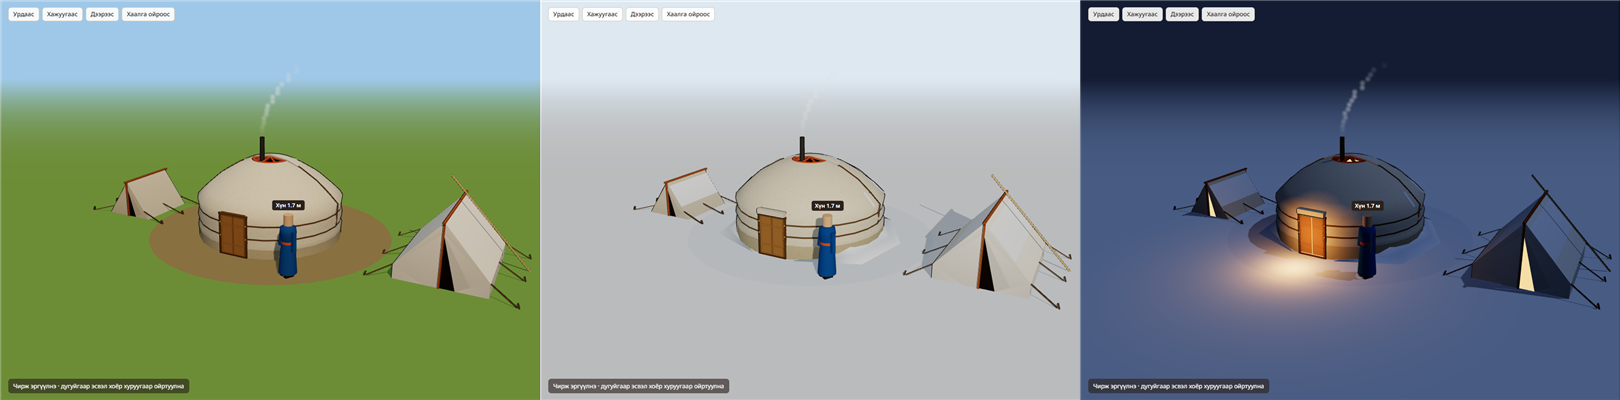 Урдаас Хажуугаас Дээрээс Хаалга ойроос
Хүн 1.7 м
Чирж эргүүлнэ · дугуйгаар эсвэл хоёр хуруугаар ойртуулна
Урдаас Хажуугаас Дээрээс Хаалга ойроос
Хүн 1.7 м
Чирж эргүүлнэ · дугуйгаар эсвэл хоёр хуруугаар ойртуулна
Урдаас Хажуугаас Дээрээс Хаалга ойроос
Хүн 1.7 м
Чирж эргүүлнэ · дугуйгаар эсвэл хоёр хуруугаар ойртуулна